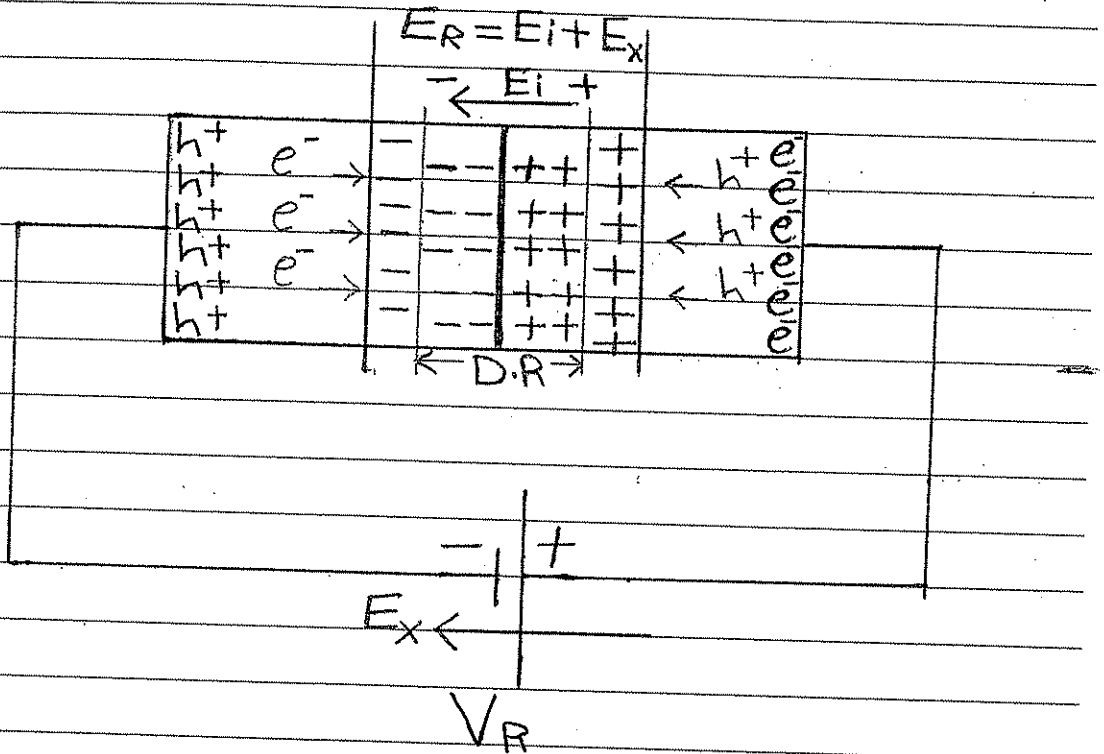 E_R = Ei + E_x
- Ei +
h+ e- - -- ++ + h+ e-
h+ - -- ++ + e-
h+ e- - -- ++ + h+ e-
h+ - -- ++ + e-
h+ e- - ++ + h+ e-
h+ - -- ++ + e-
D.R
- +
E_x
V_R